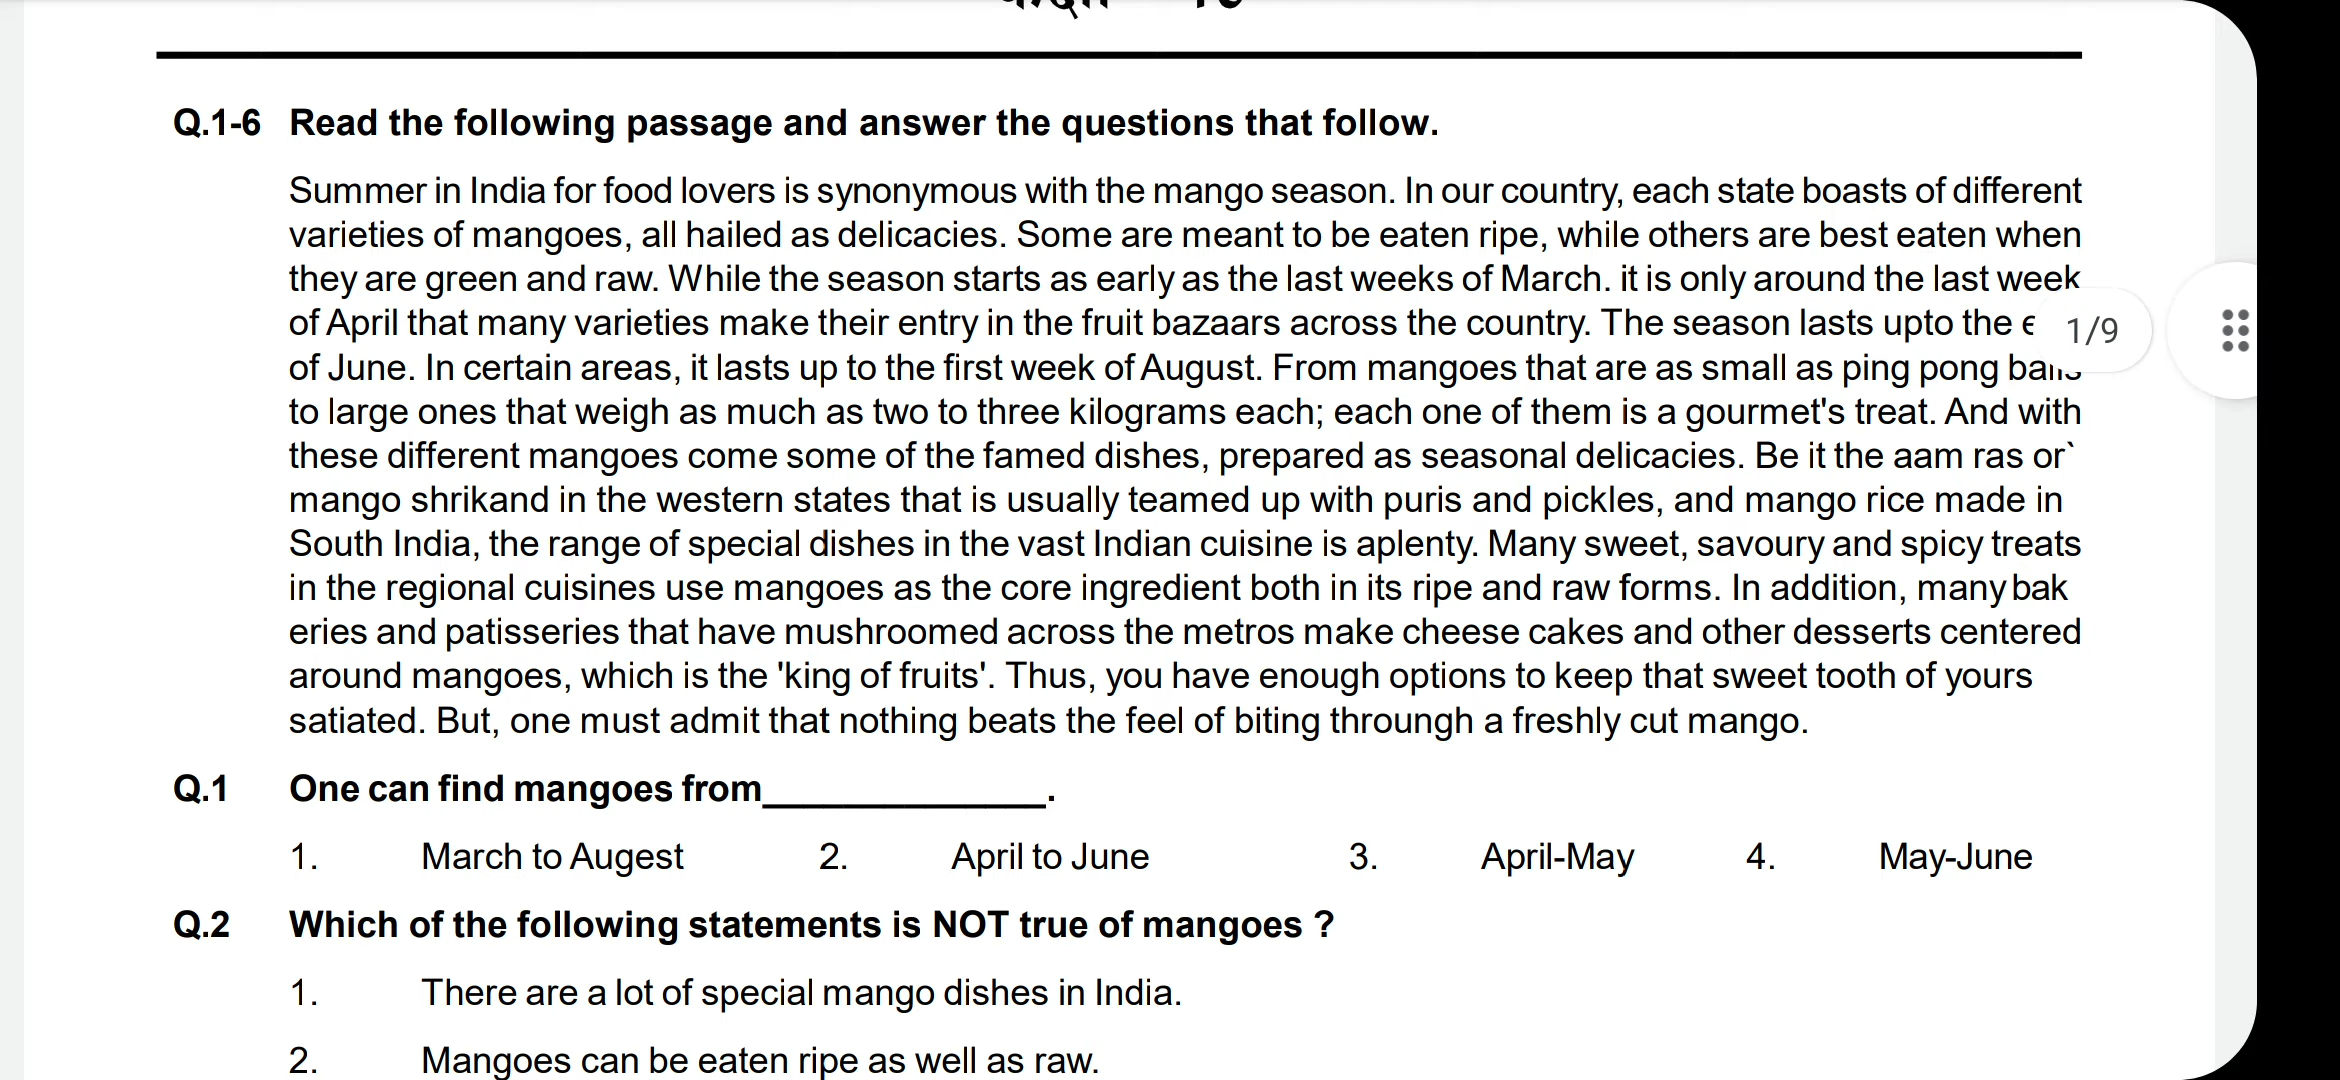 Q.1-6 Read the following passage and answer the questions that follow.
Summer in India for food lovers is synonymous with the mango season. In our country, each state boasts of different
varieties of mangoes, all hailed as delicacies. Some are meant to be eaten ripe, while others are best eaten when
they are green and raw. While the season starts as early as the last weeks of March. it is only around the last week
of April that many varieties make their entry in the fruit bazaars across the country. The season lasts upto the
1/9
of June. In certain areas, it lasts up to the first week of August. From mangoes that are as small as ping pong balls
to large ones that weigh as much as two to three kilograms each; each one of them is a gourmet's treat. And with
these different mangoes come some of the famed dishes, prepared as seasonal delicacies. Be it the aam ras or`
mango shrikand in the western states that is usually teamed up with puris and pickles, and mango rice made in
South India, the range of special dishes in the vast Indian cuisine is aplenty. Many sweet, savoury and spicy treats
in the regional cuisines use mangoes as the core ingredient both in its ripe and raw forms. In addition, many bak
eries and patisseries that have mushroomed across the metros make cheese cakes and other desserts centered
around mangoes, which is the 'king of fruits'. Thus, you have enough options to keep that sweet tooth of yours
satiated. But, one must admit that nothing beats the feel of biting throungh a freshly cut mango.
Q.1 One can find mangoes from______________.
1. March to Augest 2. April to June 3. April-May 4. May-June
Q.2 Which of the following statements is NOT true of mangoes ?
1. There are a lot of special mango dishes in India.
2. Mangoes can be eaten ripe as well as raw.